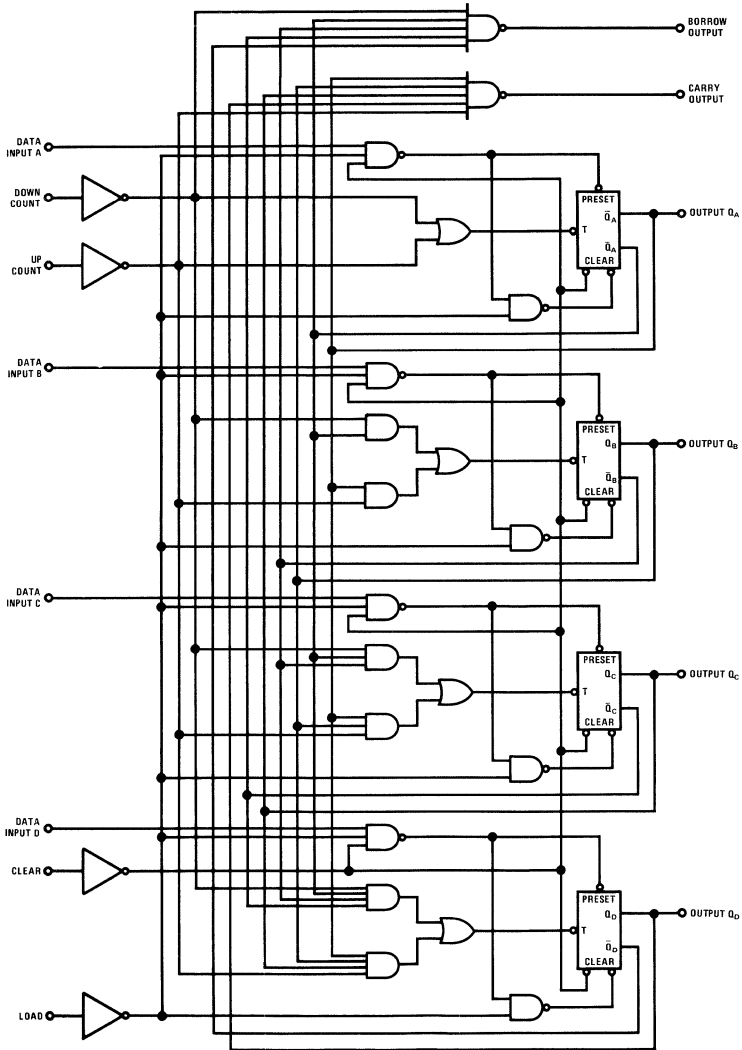 BORROW
OUTPUT
CARRY
OUTPUT
DATA
INPUT A
DOWN
COUNT
PRESET
Q̅A
OUTPUT QA
T
UP
COUNT
Q̅A
CLEAR
DATA
INPUT B
PRESET
QB
OUTPUT QB
T
Q̅B
CLEAR
DATA
INPUT C
PRESET
QC
OUTPUT QC
T
Q̅C
CLEAR
DATA
INPUT D
CLEAR
PRESET
QD
OUTPUT QD
T
Q̅D
CLEAR
LOAD